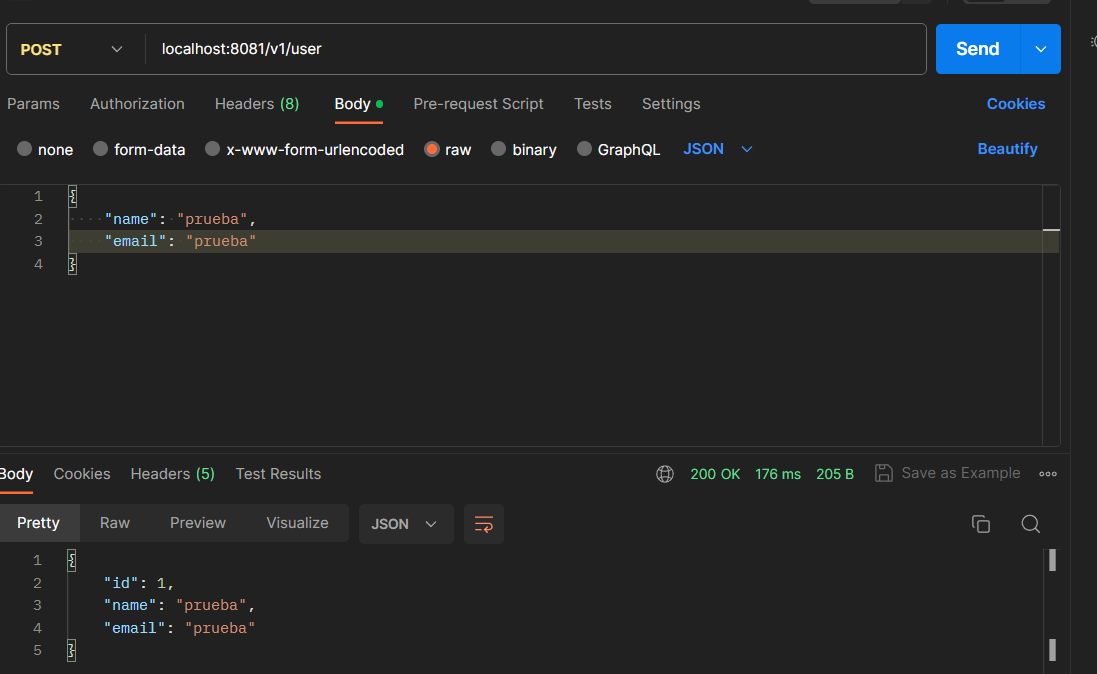 POST localhost:8081/v1/user Send
Params Authorization Headers (8) Body Pre-request Script Tests Settings Cookies
none form-data x-www-form-urlencoded raw binary GraphQL JSON Beautify
1 {
2 "name": "prueba",
3 "email": "prueba"
4 }
Body Cookies Headers (5) Test Results 200 OK 176 ms 205 B Save as Example
Pretty Raw Preview Visualize JSON
1 {
2 "id": 1,
3 "name": "prueba",
4 "email": "prueba"
5 }